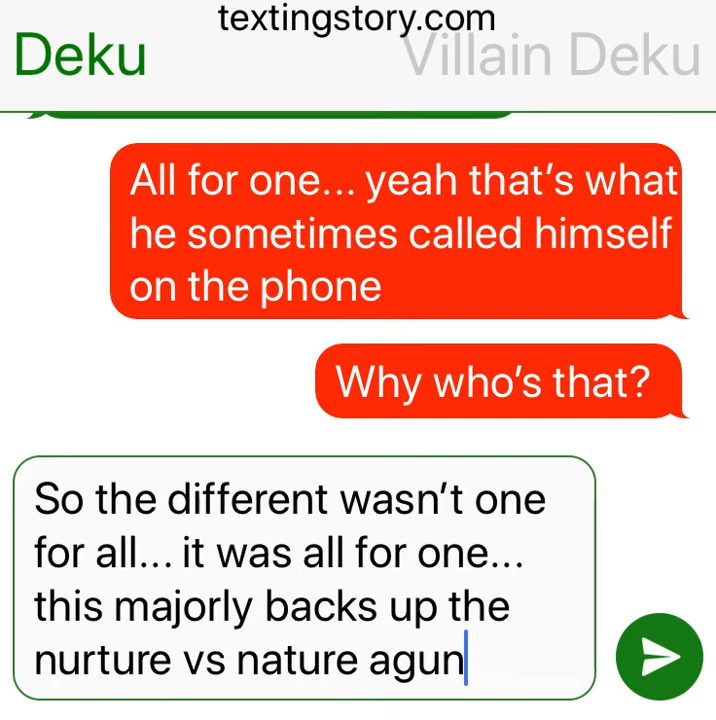 textingstory.com
Deku
Villain Deku
All for one... yeah that's what
he sometimes called himself
on the phone
Why who's that?
So the different wasn't one
for all... it was all for one...
this majorly backs up the
nurture vs nature agun